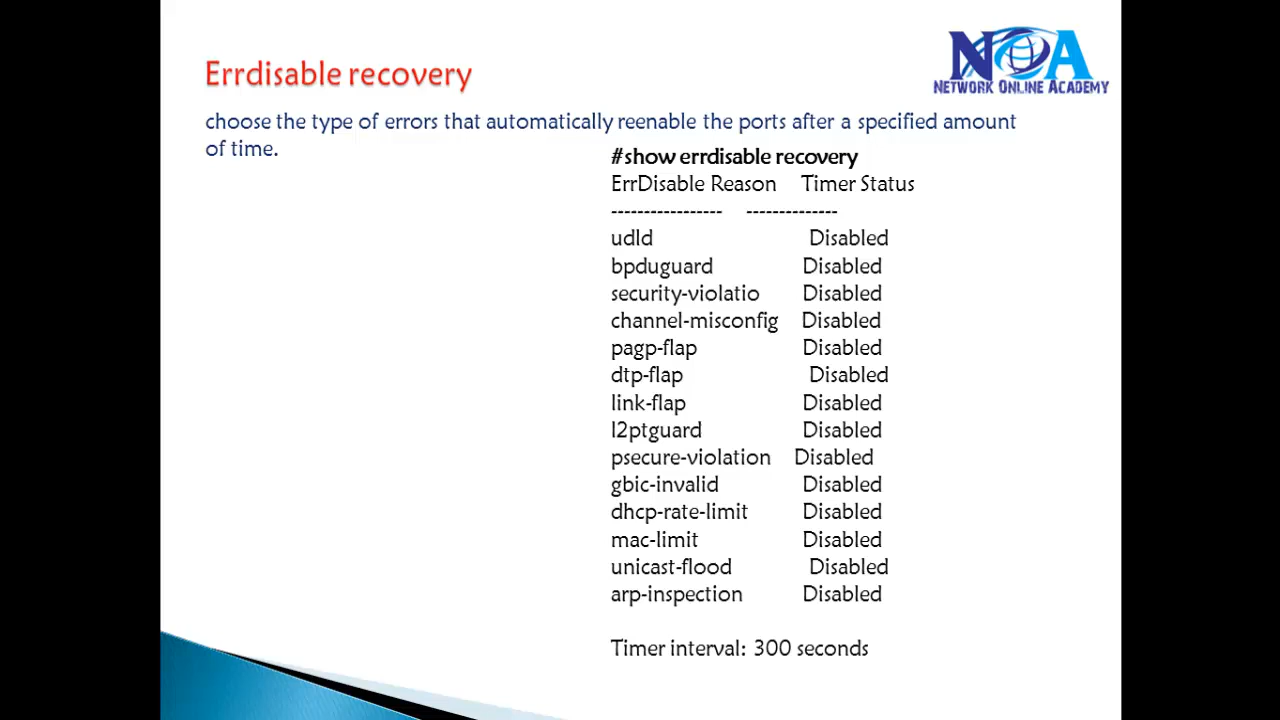 NOA
NETWORK ONLINE ACADEMY
Errdisable recovery
choose the type of errors that automatically reenable the ports after a specified amount
of time.
#show errdisable recovery
ErrDisable Reason Timer Status
----------------- --------------
udld Disabled
bpduguard Disabled
security-violatio Disabled
channel-misconfig Disabled
pagp-flap Disabled
dtp-flap Disabled
link-flap Disabled
l2ptguard Disabled
psecure-violation Disabled
gbic-invalid Disabled
dhcp-rate-limit Disabled
mac-limit Disabled
unicast-flood Disabled
arp-inspection Disabled
Timer interval: 300 seconds